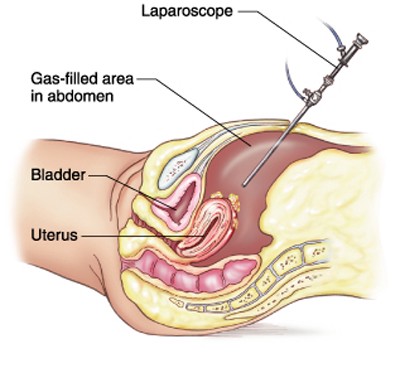 Laparoscope
Gas-filled area
in abdomen
Bladder
Uterus